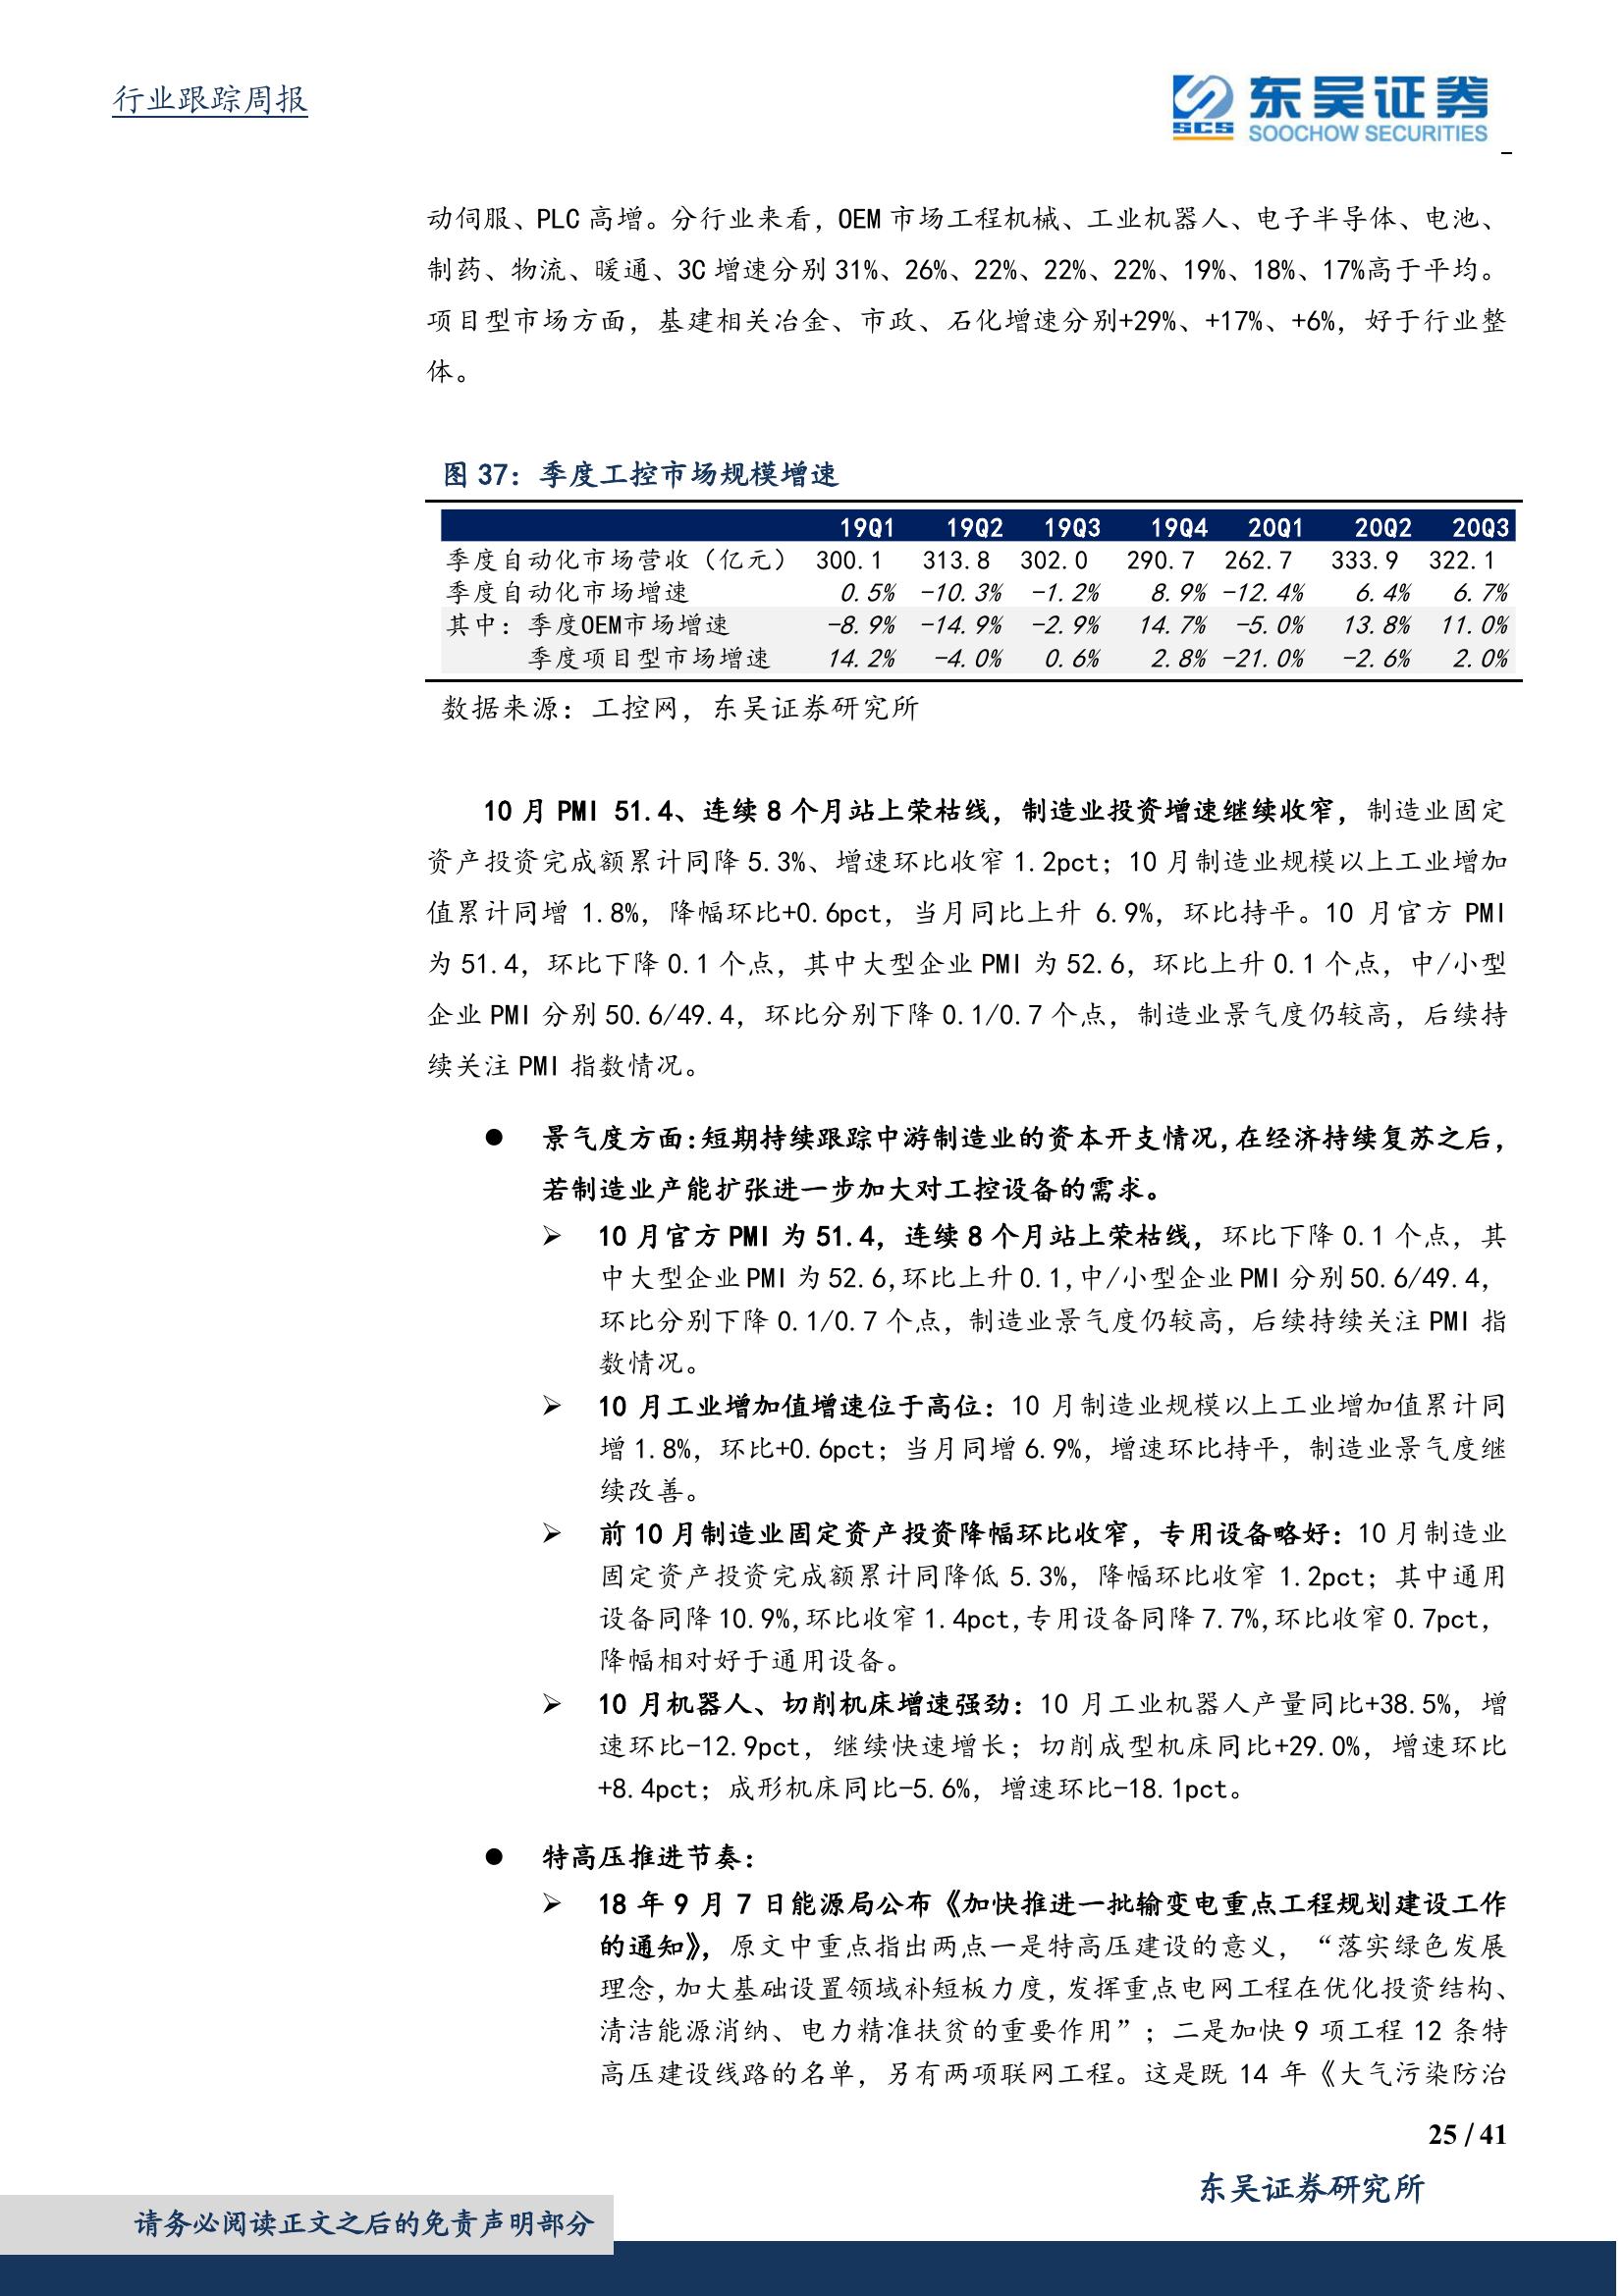 行业跟踪周报
东吴证券
SCS
SOOCHOW SECURITIES
动伺服、PLC 高增。分行业来看，OEM 市场工程机械、工业机器人、电子半导体、电池、
制药、物流、暖通、3C 增速分别 31%、26%、22%、22%、22%、19%、18%、17%高于平均。
项目型市场方面，基建相关冶金、市政、石化增速分别+29%、+17%、+6%，好于行业整
体。
图 37：季度工控市场规模增速
19Q1 19Q2 19Q3 19Q4 20Q1 20Q2 20Q3
季度自动化市场营收（亿元） 300.1 313.8 302.0 290.7 262.7 333.9 322.1
季度自动化市场增速 0.5% -10.3% -1.2% 8.9% -12.4% 6.4% 6.7%
其中：季度OEM市场增速 -8.9% -14.9% -2.9% 14.7% -5.0% 13.8% 11.0%
季度项目型市场增速 14.2% -4.0% 0.6% 2.8% -21.0% -2.6% 2.0%
数据来源：工控网，东吴证券研究所
10 月 PMI 51.4、连续 8 个月站上荣枯线，制造业投资增速继续收窄，制造业固定
资产投资完成额累计同降 5.3%、增速环比收窄 1.2pct；10 月制造业规模以上工业增加
值累计同增 1.8%，降幅环比+0.6pct，当月同比上升 6.9%，环比持平。10 月官方 PMI
为 51.4，环比下降 0.1 个点，其中大型企业 PMI 为 52.6，环比上升 0.1 个点，中/小型
企业 PMI 分别 50.6/49.4，环比分别下降 0.1/0.7 个点，制造业景气度仍较高，后续持
续关注 PMI 指数情况。
● 景气度方面：短期持续跟踪中游制造业的资本开支情况，在经济持续复苏之后，
若制造业产能扩张进一步加大对工控设备的需求。
➢ 10 月官方 PMI 为 51.4，连续 8 个月站上荣枯线，环比下降 0.1 个点，其
中大型企业 PMI 为 52.6，环比上升 0.1，中/小型企业 PMI 分别 50.6/49.4，
环比分别下降 0.1/0.7 个点，制造业景气度仍较高，后续持续关注 PMI 指
数情况。
➢ 10 月工业增加值增速位于高位：10 月制造业规模以上工业增加值累计同
增 1.8%，环比+0.6pct；当月同增 6.9%，增速环比持平，制造业景气度继
续改善。
➢ 前 10 月制造业固定资产投资降幅环比收窄，专用设备略好：10 月制造业
固定资产投资完成额累计同降低 5.3%，降幅环比收窄 1.2pct；其中通用
设备同降 10.9%，环比收窄 1.4pct，专用设备同降 7.7%，环比收窄 0.7pct，
降幅相对好于通用设备。
➢ 10 月机器人、切削机床增速强劲：10 月工业机器人产量同比+38.5%，增
速环比-12.9pct，继续快速增长；切削成型机床同比+29.0%，增速环比
+8.4pct；成形机床同比-5.6%，增速环比-18.1pct。
● 特高压推进节奏：
➢ 18 年 9 月 7 日能源局公布《加快推进一批输变电重点工程规划建设工作
的通知》，原文中重点指出两点一是特高压建设的意义，“落实绿色发展
理念，加大基础设置领域补短板力度，发挥重点电网工程在优化投资结构、
清洁能源消纳、电力精准扶贫的重要作用”；二是加快 9 项工程 12 条特
高压建设线路的名单，另有两项联网工程。这是既 14 年《大气污染防治
25 / 41
东吴证券研究所
请务必阅读正文之后的免责声明部分